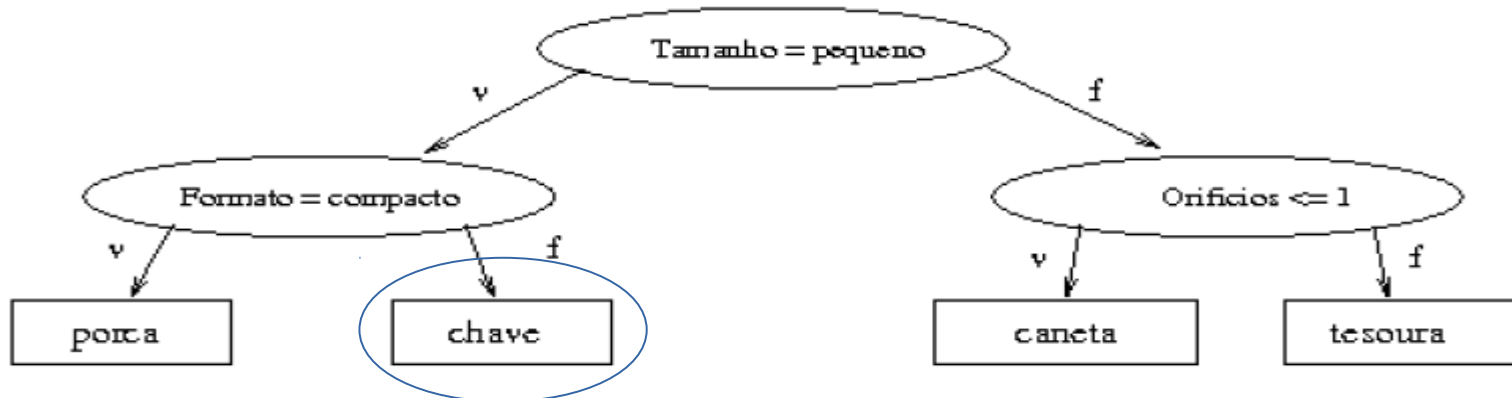 Tamanho = pequeno
v
f
Formato = compacto
Orificios <= 1
v
f
v
f
porca
chave
caneta
tesoura